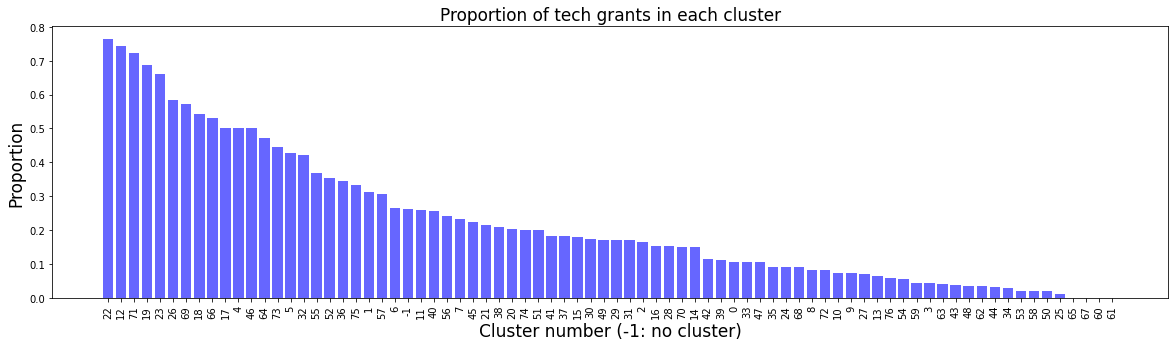 Proportion of tech grants in each cluster
Proportion
0.8
0.7
0.6
0.5
0.4
0.3
0.2
0.1
0.0
22 12 71 19 23 26 69 18 66 17 4 46 64 73 5 32 55 52 36 75 1 57 6 -1 11 40 56 7 45 21 38 20 74 51 41 37 15 30 49 29 31 2 16 28 70 14 42 39 0 33 47 35 24 68 8 72 10 9 27 13 76 54 59 3 63 43 48 62 44 34 53 58 50 25 65 67 60 61
Cluster number (-1: no cluster)